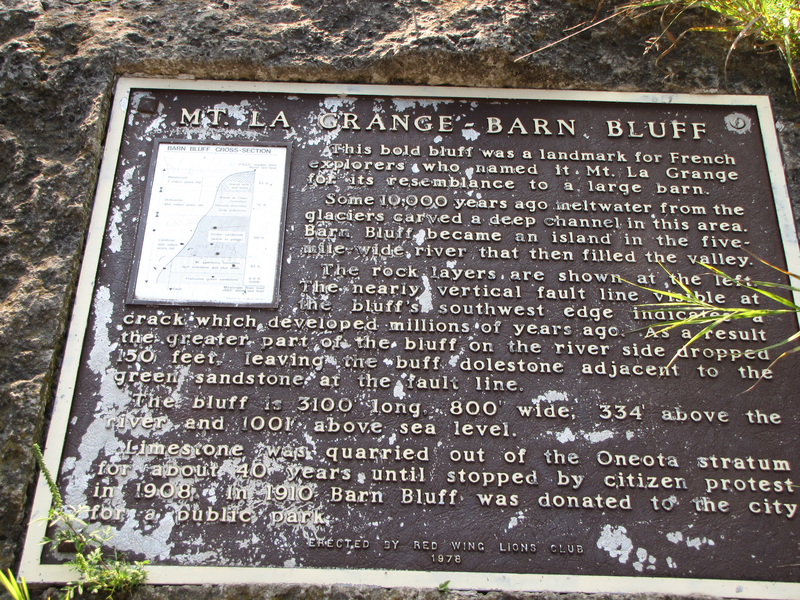 MT. LA GRANGE - BARN BLUFF
BARN BLUFF CROSS-SECTION
This bold bluff was a landmark for French
explorers who named it Mt. La Grange
for its resemblance to a large barn.
Some 10,000 years ago meltwater from the
glaciers carved a deep channel in this area.
Barn Bluff became an island in the five-
mile-wide river that then filled the valley.
The rock layers are shown at the left.
The nearly vertical fault line visible at
the bluff's southwest edge indicates a
crack which developed millions of years ago. As a result
the greater part of the bluff on the river side dropped
150 feet, leaving the buff dolestone adjacent to the
green sandstone at the fault line.
The bluff is 3100' long, 800' wide, 334' above the
river and 1001' above sea level.
Limestone was quarried out of the Oneota stratum
for about 40 years until stopped by citizen protest
in 1908. In 1910 Barn Bluff was donated to the city
for a public park
ERECTED BY RED WING LIONS CLUB
1976